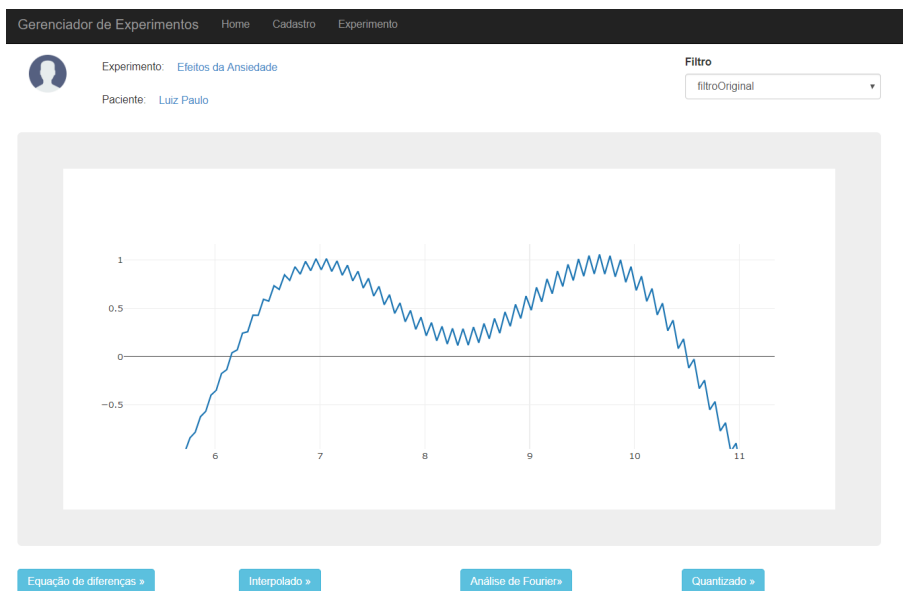 Gerenciador de Experimentos Home Cadastro Experimento
Experimento: Efeitos da Ansiedade
Filtro
filtroOriginal
Paciente: Luiz Paulo
1
0.5
0
−0.5
6 7 8 9 10 11
Equação de diferenças » Interpolado » Análise de Fourier» Quantizado »